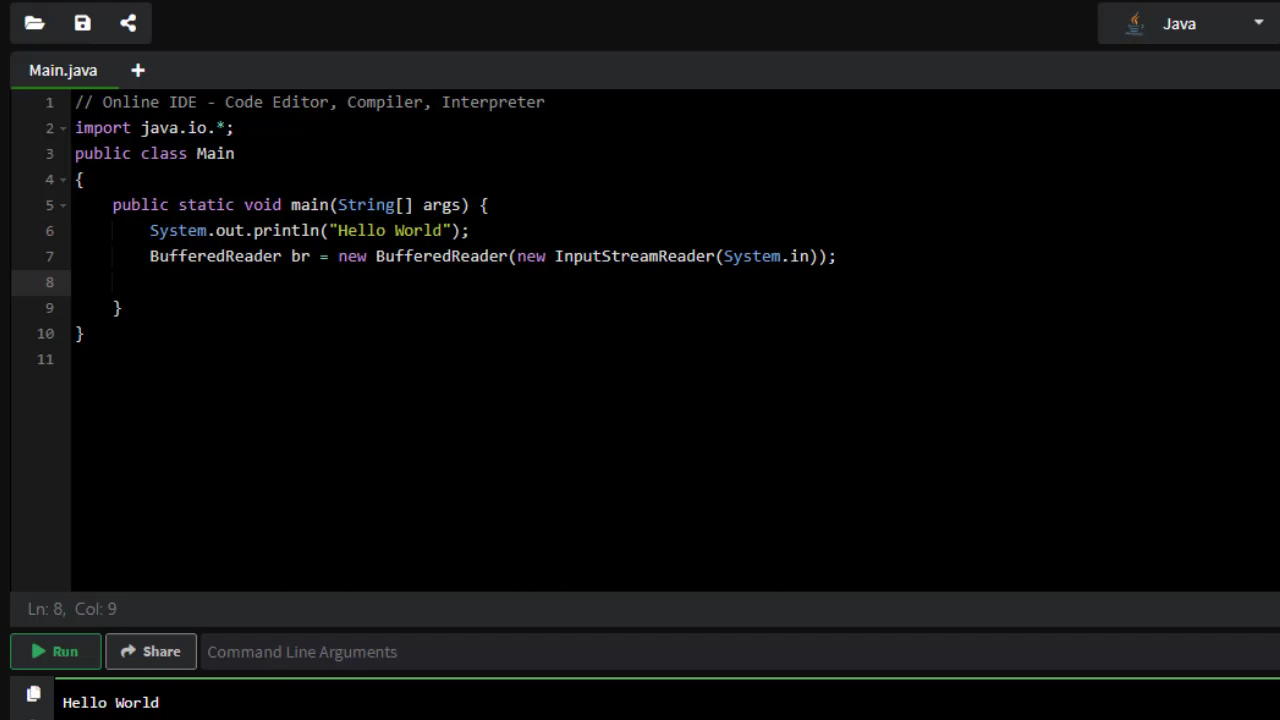 Java
Main.java +
1 // Online IDE - Code Editor, Compiler, Interpreter
2 import java.io.*;
3 public class Main
4 {
5 public static void main(String[] args) {
6 System.out.println("Hello World");
7 BufferedReader br = new BufferedReader(new InputStreamReader(System.in));
8
9 }
10 }
11
Ln: 8, Col: 9
Run Share Command Line Arguments
Hello World